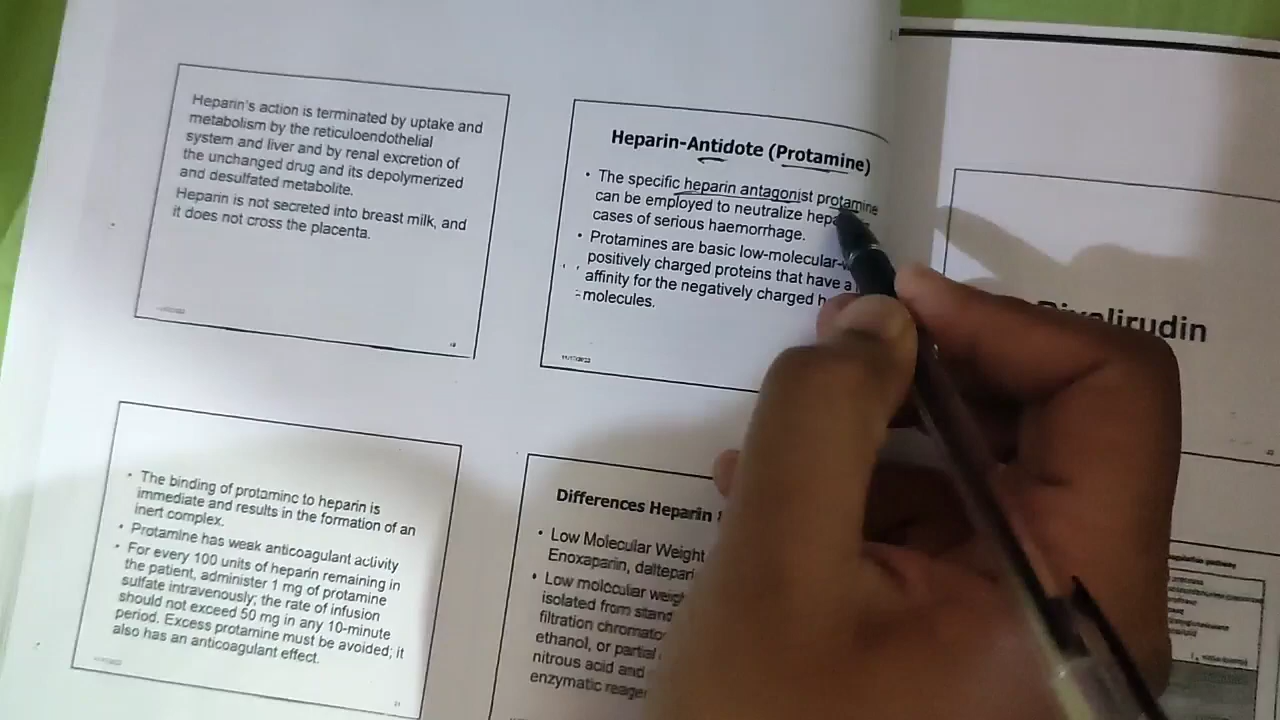 Heparin's action is terminated by uptake and
metabolism by the reticuloendothelial
system and liver and by renal excretion of
the unchanged drug and its depolymerized
and desulfated metabolite.
Heparin is not secreted into breast milk, and
it does not cross the placenta.
Heparin-Antidote (Protamine)
• The specific heparin antagonist protamine
can be employed to neutralize
cases of serious haemorrhage.
• Protamines are basic low-molecular-
positively charged proteins that have a
affinity for the negatively charged
molecules.
• The binding of protaminc to heparin is
immediate and results in the formation of an
inert complex.
• Protamine has weak anticoagulant activity
• For every 100 units of heparin remaining in
the patient, administer 1 mg of protamine
sulfate intravenously; the rate of infusion
should not exceed 50 mg in any 10-minute
period. Excess protamine must be avoided; it
also has an anticoagulant effect.
21
Differences Heparin
• Low Molecular Weight
Enoxaparin,
• Low
isolated from
filtration
ethanol, or partial
nitrous acid and
enzymatic